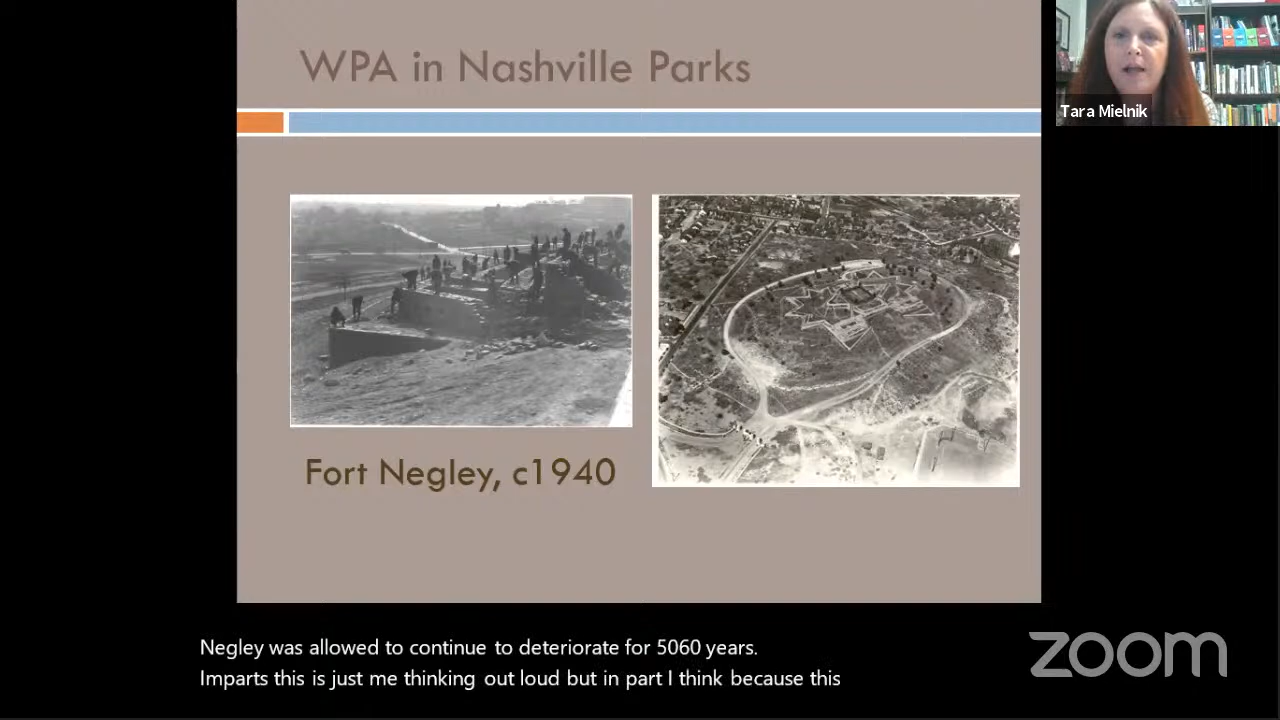 WPA in Nashville Parks
Tara Mielnik
Fort Negley, c1940
Negley was allowed to continue to deteriorate for 5060 years.
Imparts this is just me thinking out loud but in part I think because this
zoom